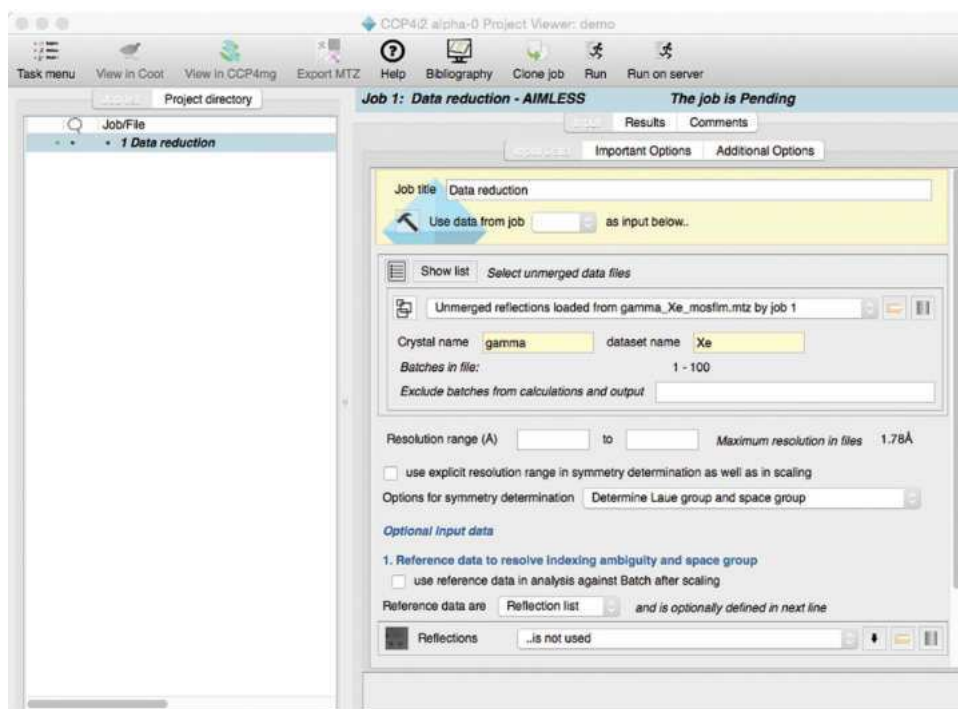 CCP4i2 alpha-0 Project Viewer: demo
Task menu View in Coot View in CCP4mg Export MTZ Help Bibliography Clone job Run Run on server
Project directory
Job 1: Data reduction - AIMLESS The job is Pending
Job/File
1 Data reduction
Results Comments
Important Options Additional Options
Job title Data reduction
Use data from job as input below..
Show list Select unmerged data files
Unmerged reflections loaded from gamma_Xe_mosflm.mtz by job 1
Crystal name gamma dataset name Xe
Batches in file: 1 - 100
Exclude batches from calculations and output
Resolution range (Å) to Maximum resolution in files 1.78Å
use explicit resolution range in symmetry determination as well as in scaling
Options for symmetry determination Determine Laue group and space group
Optional input data
1. Reference data to resolve indexing ambiguity and space group
use reference data in analysis against Batch after scaling
Reference data are Reflection list and is optionally defined in next line
Reflections ..is not used